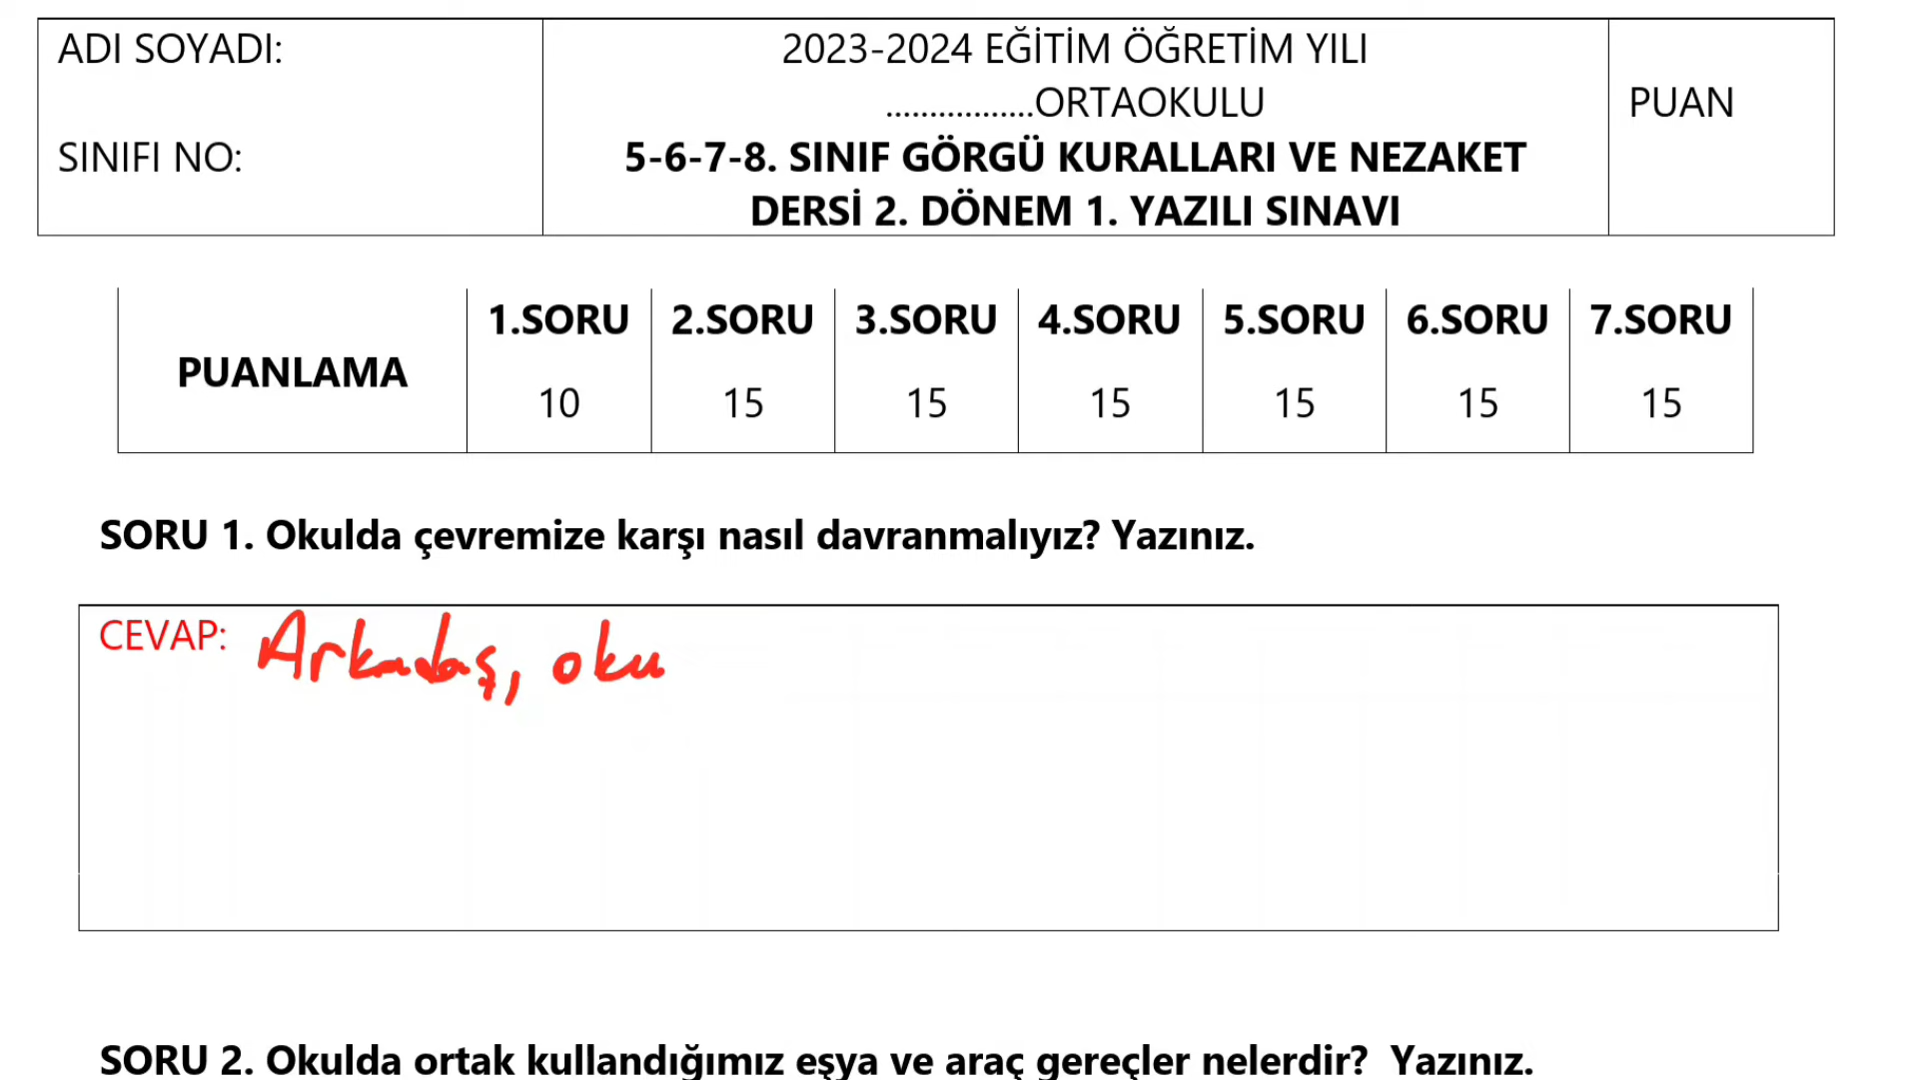 ADI SOYADI:
SINIFI NO:
2023-2024 EĞİTİM ÖĞRETİM YILI
................ORTAOKULU
5-6-7-8. SINIF GÖRGÜ KURALLARI VE NEZAKET
DERSİ 2. DÖNEM 1. YAZILI SINAVI
PUAN
PUANLAMA
1.SORU 2.SORU 3.SORU 4.SORU 5.SORU 6.SORU 7.SORU
10 15 15 15 15 15 15
SORU 1. Okulda çevremize karşı nasıl davranmalıyız? Yazınız.
CEVAP: Arkadaş, oku
SORU 2. Okulda ortak kullandığımız eşya ve araç gereçler nelerdir? Yazınız.